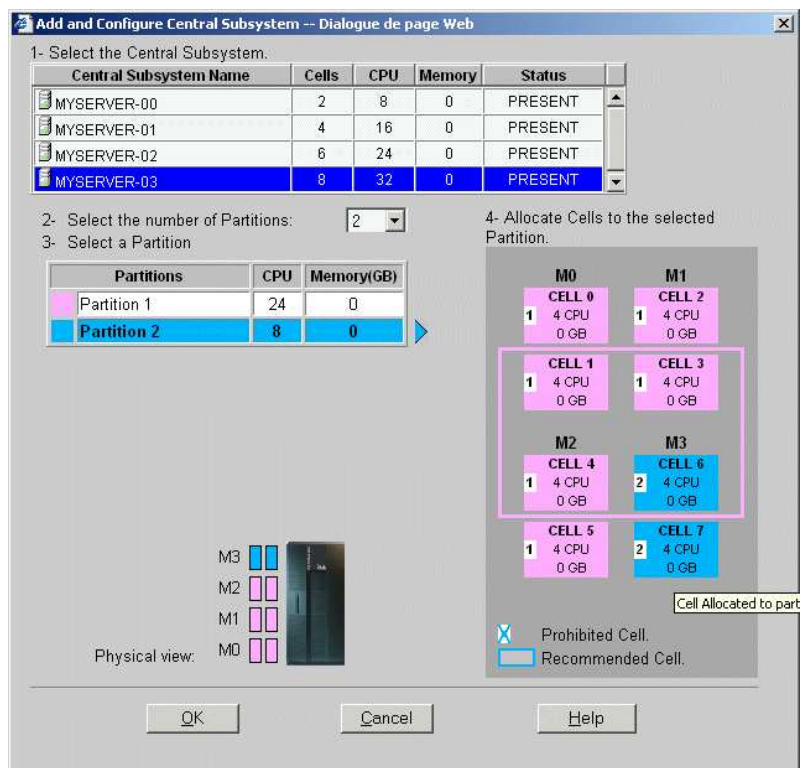 Add and Configure Central Subsystem -- Dialogue de page Web
1- Select the Central Subsystem.
Central Subsystem Name Cells CPU Memory Status
MYSERVER-00 2 8 0 PRESENT
MYSERVER-01 4 16 0 PRESENT
MYSERVER-02 6 24 0 PRESENT
MYSERVER-03 8 32 0 PRESENT
2- Select the number of Partitions: 2
3- Select a Partition
Partitions CPU Memory(GB)
Partition 1 24 0
Partition 2 8 0
4- Allocate Cells to the selected
Partition.
M0 M1
CELL 0 CELL 2
1 4 CPU 1 4 CPU
0 GB 0 GB
CELL 1 CELL 3
1 4 CPU 1 4 CPU
0 GB 0 GB
M2 M3
CELL 4 CELL 6
1 4 CPU 2 4 CPU
0 GB 0 GB
CELL 5 CELL 7
1 4 CPU 2 4 CPU
0 GB 0 GB
Cell Allocated to part
X Prohibited Cell.
Recommended Cell.
M3
M2
M1
Physical view: M0
OK Cancel Help